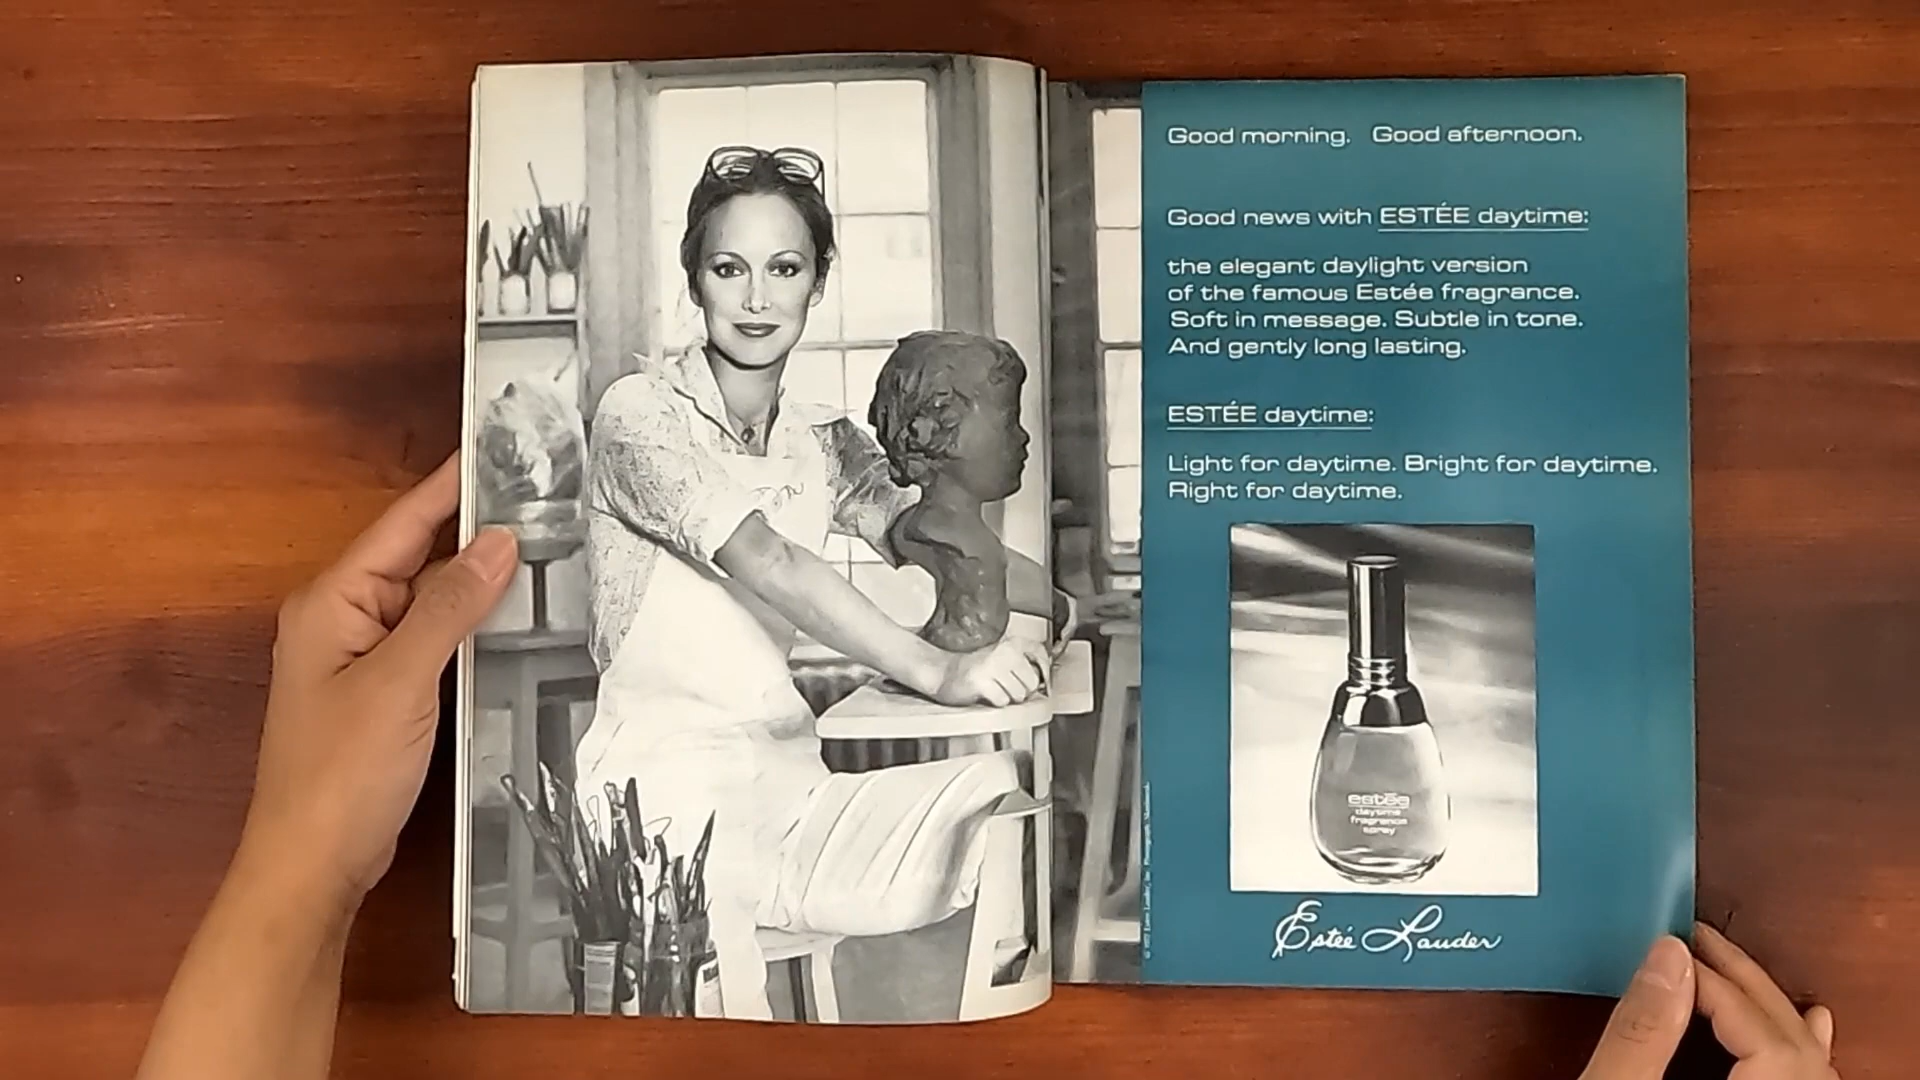 Good morning. Good afternoon.
Good news with ESTÉE daytime:
the elegant daylight version
of the famous Estée fragrance.
Soft in message. Subtle in tone.
And gently long lasting.
ESTÉE daytime:
Light for daytime. Bright for daytime.
Right for daytime.
estēe
daytime
fragrance
spray
Estēe Lauder